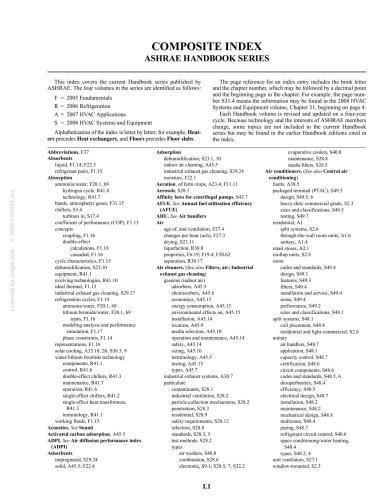 COMPOSITE INDEX
ASHRAE HANDBOOK SERIES
This index covers the current Handbook series published by
ASHRAE. The four volumes in the series are identified as follows:
F = 2005 Fundamentals
R = 2006 Refrigeration
A = 2007 HVAC Applications
S = 2008 HVAC Systems and Equipment
Alphabetization of the index is letter by letter; for example, Heat-
ers precedes Heat exchangers, and Floors precedes Floor slabs.
The page reference for an index entry includes the book letter
and the chapter number, which may be followed by a decimal point
and the beginning page in the chapter. For example, the page num-
ber S31.4 means the information may be found in the 2008 HVAC
Systems and Equipment volume, Chapter 31, beginning on page 4.
Each Handbook volume is revised and updated on a four-year
cycle. Because technology and the interests of ASHRAE members
change, some topics are not included in the current Handbook
series but may be found in the earlier Handbook editions cited in
the index.
Abbreviations, F37
Absorbents
liquid, F1.14; F22.3
refrigerant pairs, F1.15
Absorption
ammonia/water, F20.1, 69
hydrogen cycle, R41.8
technology, R41.7
bands, atmospheric gases, F31.15
chillers, S3.4
turbines in, S17.4
coefficient of performance (COP), F1.13
concepts
coupling, F1.16
double-effect
calculations, F1.18
cascaded, F1.16
cycle characteristics, F1.15
dehumidification, S23.10
equipment, R41.1
evolving technologies, R41.10
ideal thermal, F1.13
industrial exhaust gas cleaning, S29.17
refrigeration cycles, F1.14
ammonia/water, F20.1, 69
lithium bromide/water, F20.1, 69
types, F1.16
modeling analysis and performance
simulation, F1.17
phase constraints, F1.14
representations, F1.16
solar cooling, A33.18, 26; S36.3, 9
water/lithium bromide technology
components, R41.1
control, R41.6
double-effect chillers, R41.3
maintenance, R41.7
operation, R41.6
single-effect chillers, R41.2
single-effect heat transformers,
R41.3
terminology, R41.1
working fluids, F1.15
Acoustics. See Sound
Activated carbon adsorption, A45.5
ADPI. See Air diffusion performance index
(ADPI)
Adsorbents
impregnated, S29.24
solid, A45.5; F22.4
Adsorption
dehumidification, S23.1, 10
indoor air cleaning, A45.5
industrial exhaust gas cleaning, S29.24
moisture, F22.1
Aeration, of farm crops, A23.4; F11.11
Aerosols, S28.1
Affinity laws for centrifugal pumps, S43.7
AFUE. See Annual fuel utilization efficiency
(AFUE)
AHU. See Air handlers
Air
age of, and ventilation, F27.4
changes per hour (ach), F27.3
drying, S23.11
liquefaction, R38.8
properties, F6.19; F19.4; F20.62
separation, R38.17
Air cleaners. (See also Filters, air; Industrial
exhaust gas cleaning)
gaseous (indoor air)
adsorbers, A45.5
chemisorbers, A45.6
economics, A45.13
energy consumption, A45.13
environmental effects on, A45.15
installation, A45.14
location, A45.9
media selection, A45.10
operation and maintenance, A45.14
safety, A45.14
sizing, A45.10
terminology, A45.5
testing, A45.15
types, A45.7
industrial exhaust systems, A30.7
particulate
contaminants, S28.1
industrial ventilation, S28.2
particle collection mechanisms, S28.2
penetration, S28.3
residential, S28.9
safety requirements, S28.12
selection, S28.8
standards, S28.3, 5
test methods, S28.2
types
air washers, S40.8
combination, S28.6
electronic, S9.1; S28.5, 7; S32.2
evaporative coolers, S40.8
maintenance, S28.8
media filters, S28.5
Air conditioners. (See also Central air
conditioning)
faults, A38.5
packaged terminal (PTAC), S49.5
design, S49.5, 6
heavy-duty commercial grade, S2.3
sizes and classifications, S49.5
testing, S49.7
residential, A1
split systems, S2.6
through-the-wall room units, A1.6
unitary, A1.4
retail stores, A2.1
rooftop units, S2.8
room
codes and standards, S49.4
design, S49.1
features, S49.3
filters, S49.4
installation and service, S49.4
noise, S49.4
performance, S49.2
sizes and classifications, S49.1
split systems, S48.1
coil placement, S48.8
residential and light-commercial, S2.6
unitary
air handlers, S48.7
application, S48.1
capacity control, S48.7
certification, S48.6
circuit components, S48.6
codes and standards, S48.5, 6
desuperheaters, S48.4
efficiency, S48.5
electrical design, S48.7
installation, S48.2
maintenance, S48.2
mechanical design, S48.8
multizone, S48.4
piping, S48.7
refrigerant circuit control, S48.6
space conditioning/water heating,
S48.4
types, S48.2, 4
unit ventilators, S27.1
window-mounted, S2.3
I.1
Licensed for single user. © 2008 ASHRAE, Inc.